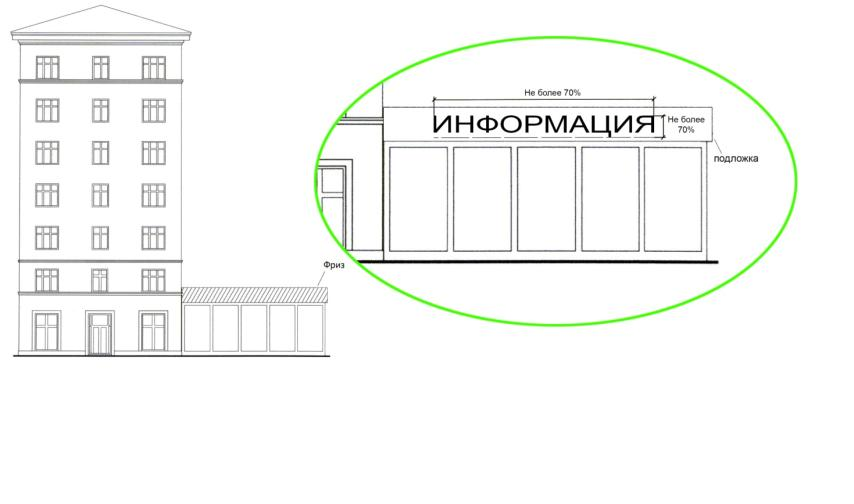 Не более 70%
ИНФОРМАЦИЯ
Не более
70%
подложка
Фриз